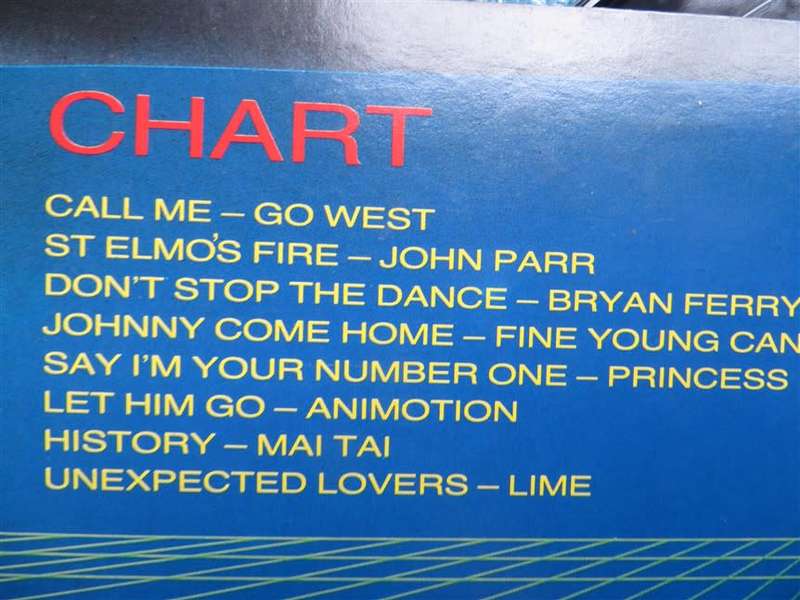 CHART
CALL ME – GO WEST
ST ELMO'S FIRE – JOHN PARR
DON'T STOP THE DANCE – BRYAN FERRY
JOHNNY COME HOME – FINE YOUNG CAN
SAY I'M YOUR NUMBER ONE – PRINCESS
LET HIM GO – ANIMOTION
HISTORY – MAI TAI
UNEXPECTED LOVERS – LIME